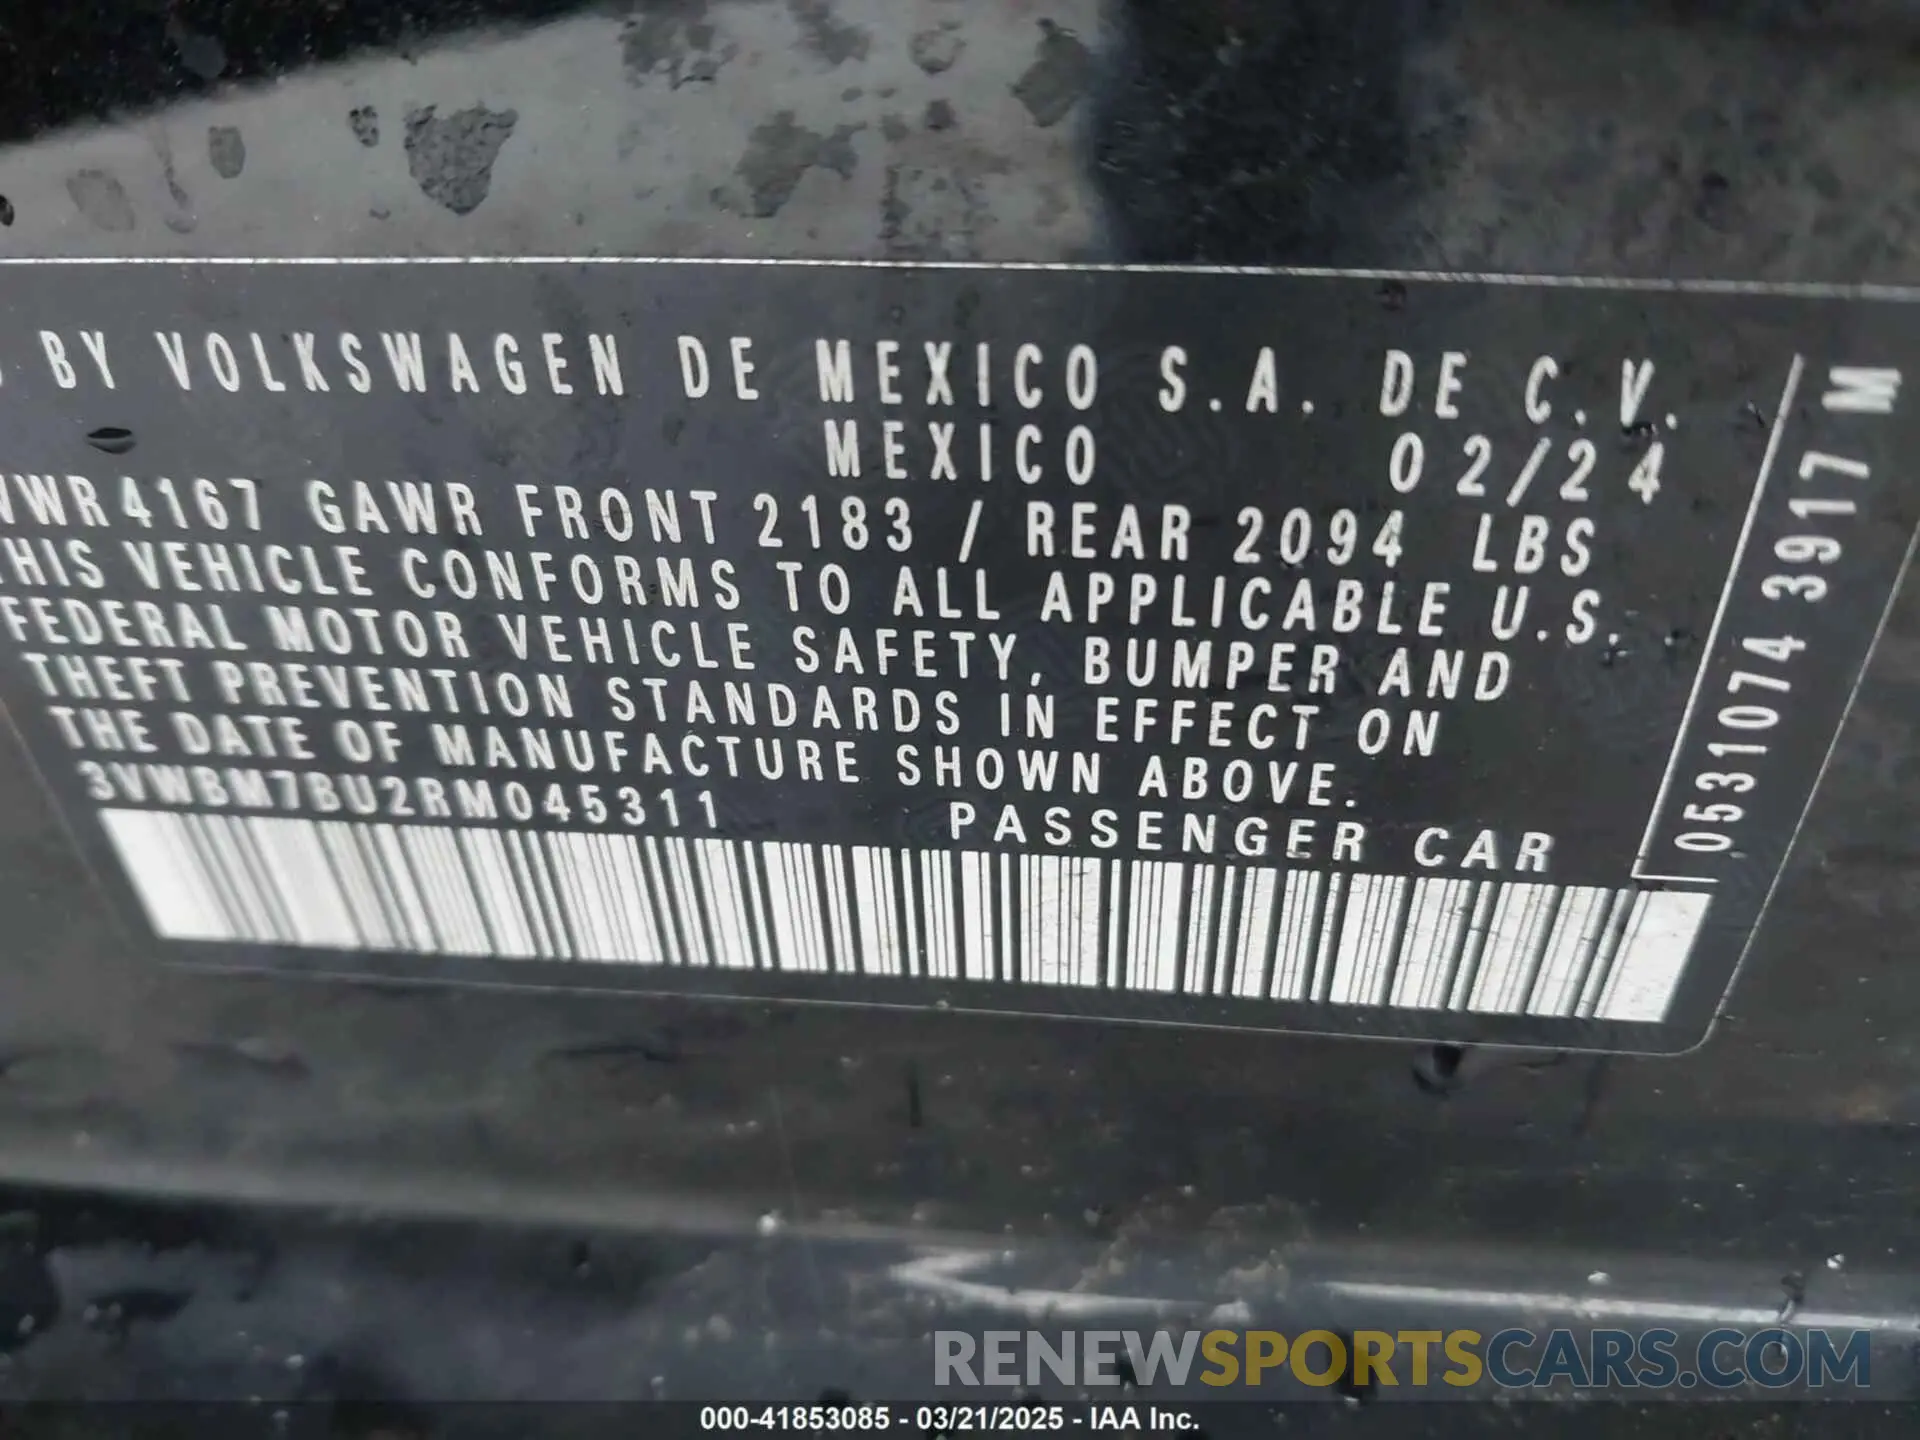 BY VOLKSWAGEN DE MEXICO S.A. DE C.V.
MEXICO 02/24
VWR4167 GAWR FRONT 2183 / REAR 2094 LBS
THIS VEHICLE CONFORMS TO ALL APPLICABLE U.S.
FEDERAL MOTOR VEHICLE SAFETY, BUMPER AND
THEFT PREVENTION STANDARDS IN EFFECT ON
THE DATE OF MANUFACTURE SHOWN ABOVE.
3VWBM7BU2RM045311 PASSENGER CAR
0531074 3917 M
RENEWSPORTSCARS.COM
000-41853085 - 03/21/2025 - IAA Inc.